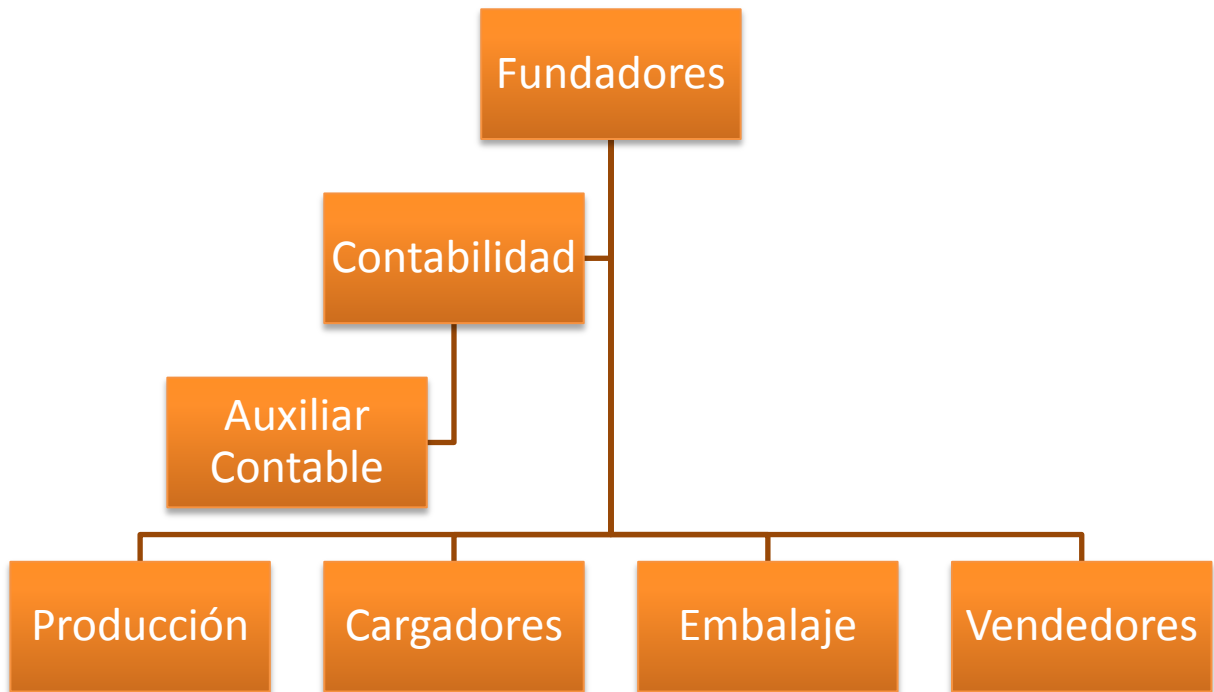 Fundadores
Contabilidad
Auxiliar
Contable
Producción
Cargadores
Embalaje
Vendedores